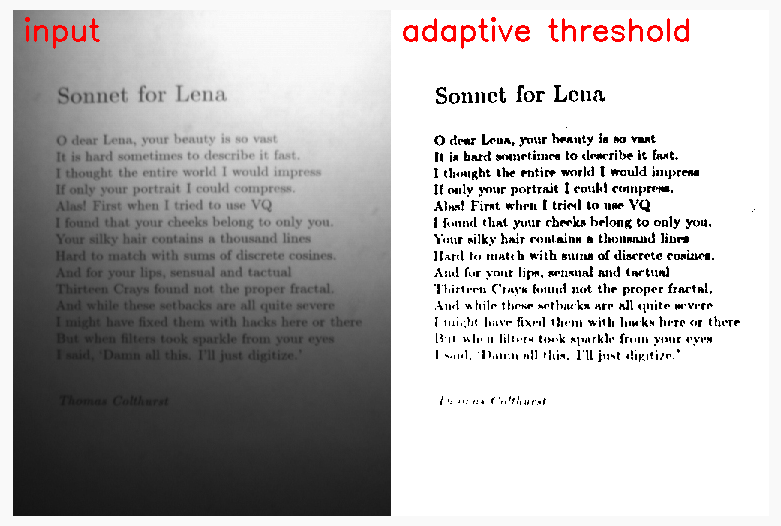 input
Sonnet for Lena
O dear Lena, your beauty is so vast
It is hard sometimes to describe it fast.
I thought the entire world I would impress
If only your portrait I could compress.
Alas! First when I tried to use VQ
I found that your cheeks belong to only you.
Your silky hair contains a thousand lines
Hard to match with sums of discrete cosines.
And for your lips, sensual and tactual
Thirteen Crays found not the proper fractal.
And while these setbacks are all quite severe
I might have fixed them with hacks here or there
But when filters took sparkle from your eyes
I said, 'Damn all this. I'll just digitize.'
Thomas Colthurst
adaptive threshold
Sonnet for Lena
O dear Lena, your beauty is so vast
It is hard sometimes to describe it fast.
I thought the entire world I would impress
If only your portrait I could compress.
Alas! First when I tried to use VQ
I found that your cheeks belong to only you.
Your silky hair contains a thousand lines
Hard to match with sums of discrete cosines.
And for your lips, sensual and tactual
Thirteen Crays found not the proper fractal.
And while these setbacks are all quite severe
I might have fixed them with hacks here or there
But when filters took sparkle from your eyes
I said, 'Damn all this. I'll just digitize.'
Thomas Colthurst